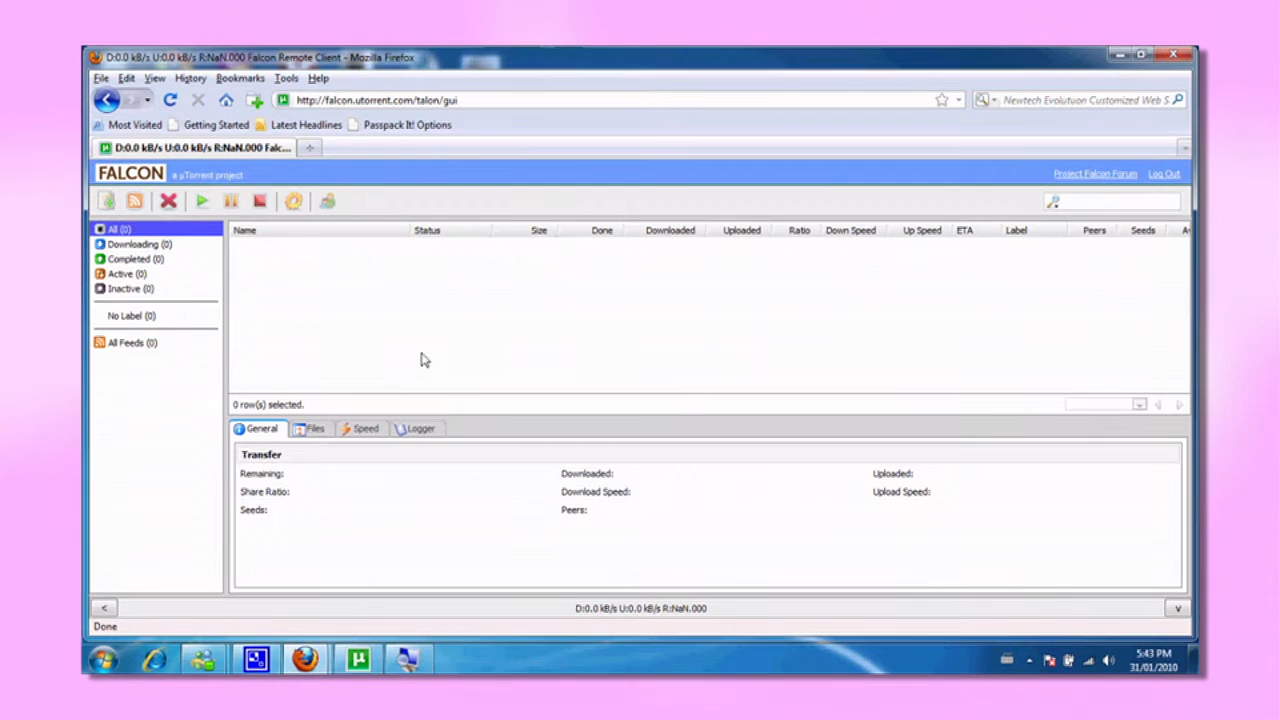 D:0.0 kB/s U:0.0 kB/s R:NaN.000 Falcon Remote Client - Mozilla Firefox
File Edit View History Bookmarks Tools Help
http://falcon.utorrent.com/talon/gui
Newtech Evolutuon Customized Web S
Most Visited Getting Started Latest Headlines Passpack It! Options
D:0.0 kB/s U:0.0 kB/s R:NaN.000 Falc...
FALCON a µTorrent project Project Falcon Forum Log Out
All (0)
Downloading (0)
Completed (0)
Active (0)
Inactive (0)
No Label (0)
All Feeds (0)
Name Status Size Done Downloaded Uploaded Ratio Down Speed Up Speed ETA Label Peers Seeds Av
0 row(s) selected.
General Files Speed Logger
Transfer
Remaining: Downloaded: Uploaded:
Share Ratio: Download Speed: Upload Speed:
Seeds: Peers:
< D:0.0 kB/s U:0.0 kB/s R:NaN.000 v
Done
5:43 PM
31/01/2010